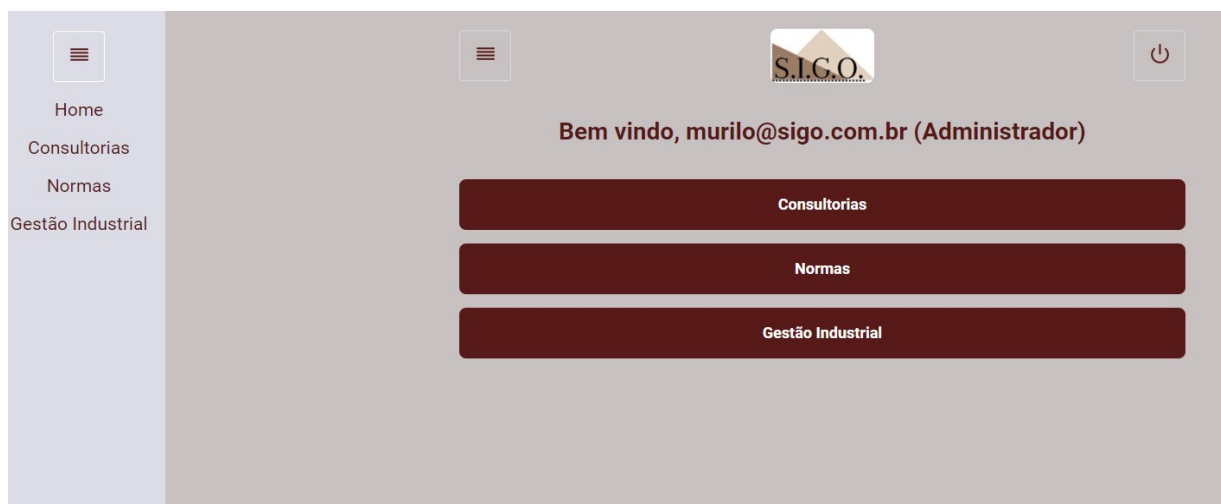 Home
Consultorias
Normas
Gestão Industrial
S.I.G.O.
Bem vindo, murilo@sigo.com.br (Administrador)
Consultorias
Normas
Gestão Industrial